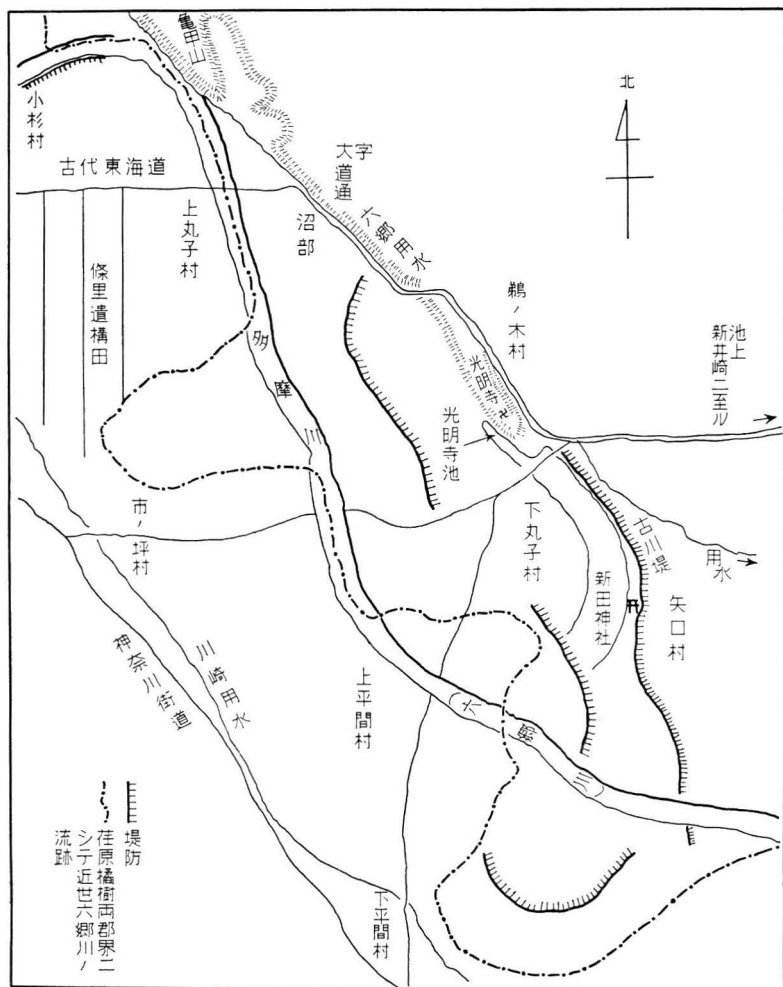 亀甲山
北
小杉村
古代東海道
大字
道通
六郷用水
上丸子村
沼部
鵜ノ木村
條里遺構田
池上
新井崎ニ至ル
多摩川
光明寺
卍
光明寺池
市ノ坪村
下丸子村
古川堤
用水
新田神社
矢口村
川崎用水
神奈川街道
上平間村
(六郷川)
下平間村
堤防
荏原橘樹両郡界ニ
シテ近世六郷川ノ
流跡